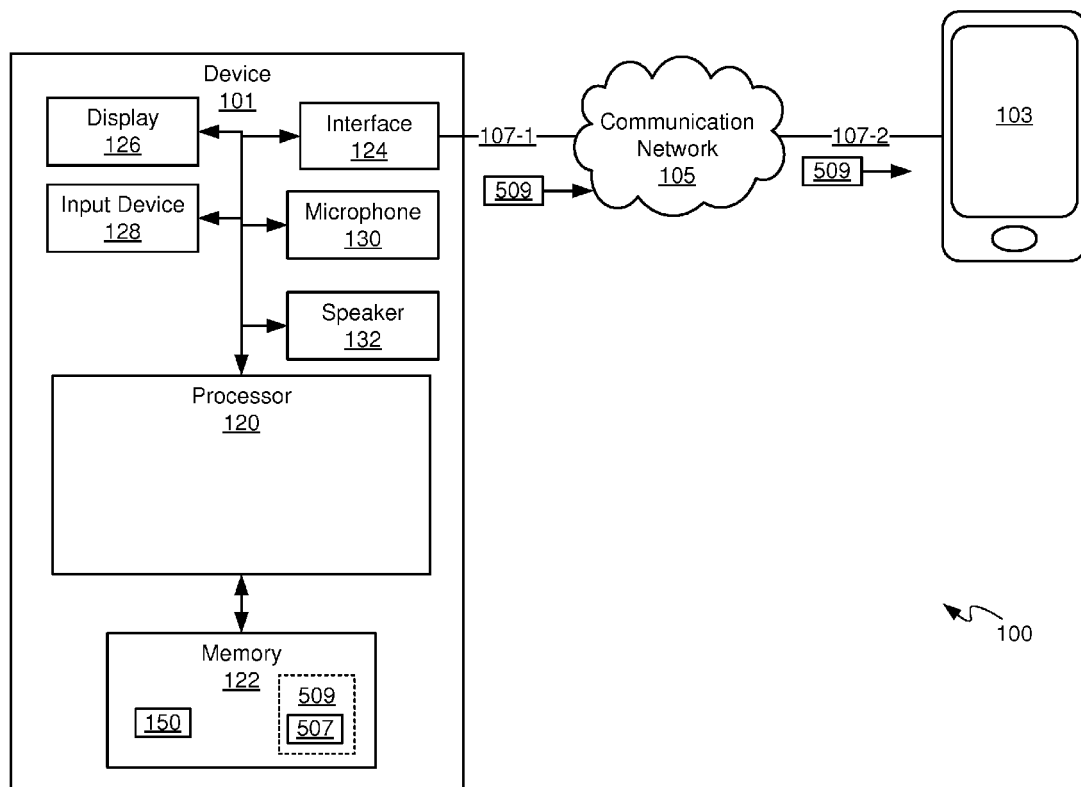 Device
101
Display
126
Interface
124
107-1
Communication
Network
105
107-2
103
509
509
Input Device
128
Microphone
130
Speaker
132
Processor
120
Memory
122
150
509
507
100